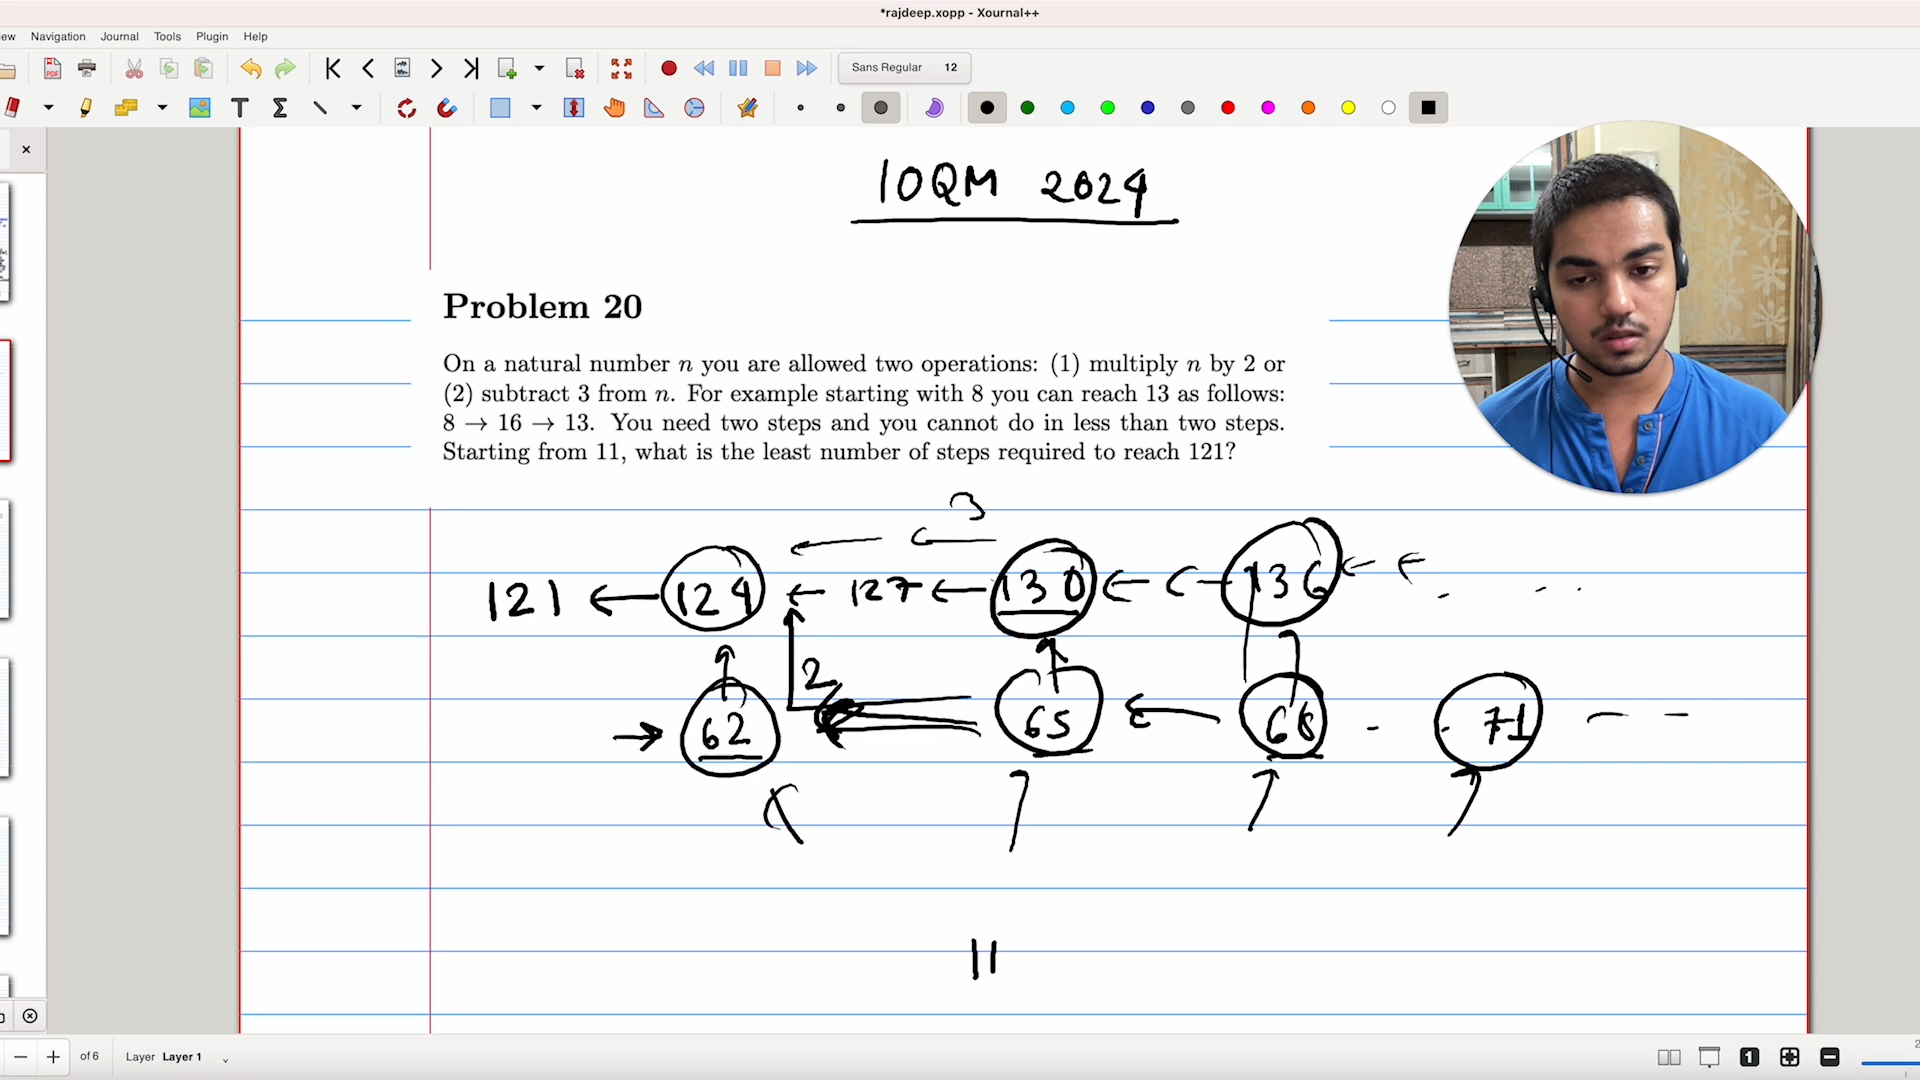 *rajdeep.xopp - Xournal++
ew Navigation Journal Tools Plugin Help
Sans Regular 12
IOQM 2024
Problem 20
On a natural number n you are allowed two operations: (1) multiply n by 2 or
(2) subtract 3 from n. For example starting with 8 you can reach 13 as follows:
8 → 16 → 13. You need two steps and you cannot do in less than two steps.
Starting from 11, what is the least number of steps required to reach 121?
3
121 ← 124 ← 127 ← 130 ← ← 136 ← ←
2
62 65 ← 68 71
11
of 6 Layer Layer 1